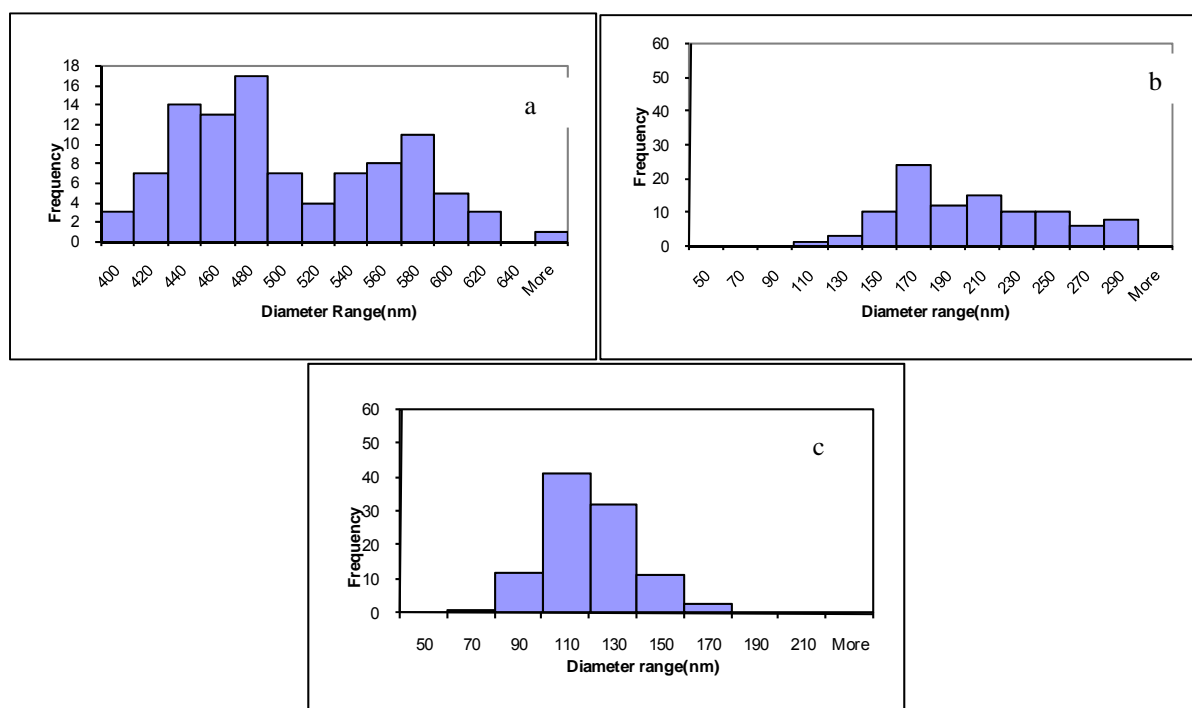 a
18
16
14
12
10
8
6
4
2
0
Frequency
400 420 440 460 480 500 520 540 560 580 600 620 640 More
Diameter Range(nm)
b
60
50
40
30
20
10
0
Frequency
50 70 90 110 130 150 170 190 210 230 250 270 290 More
Diameter range(nm)
c
60
50
40
30
20
10
0
Frequency
50 70 90 110 130 150 170 190 210 More
Diameter range(nm)